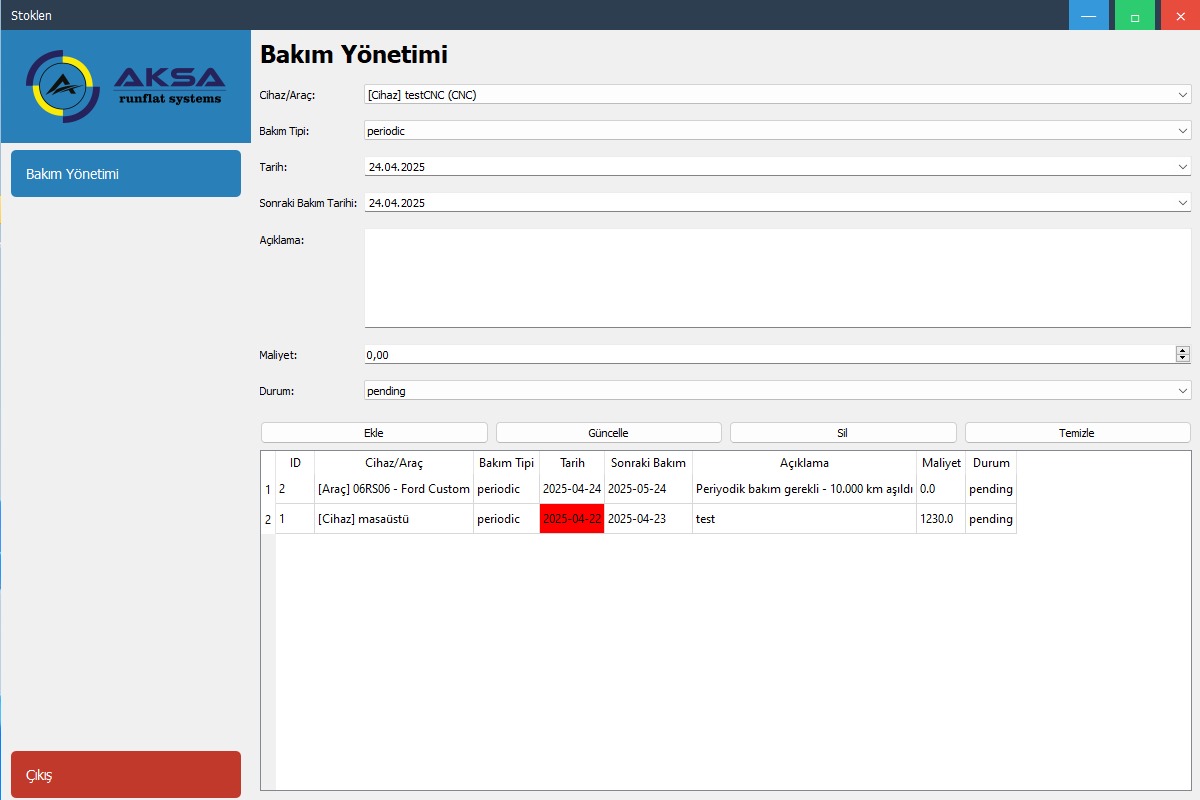 Stoklen
AKSA
runflat systems
Bakım Yönetimi
Çıkış
Bakım Yönetimi
Cihaz/Araç: [Cihaz] testCNC (CNC)
Bakım Tipi: periodic
Tarih: 24.04.2025
Sonraki Bakım Tarihi: 24.04.2025
Açıklama:
Maliyet: 0,00
Durum: pending
Ekle Güncelle Sil Temizle
ID Cihaz/Araç Bakım Tipi Tarih Sonraki Bakım Açıklama Maliyet Durum
1 2 [Araç] 06RS06 - Ford Custom periodic 2025-04-24 2025-05-24 Periyodik bakım gerekli - 10.000 km aşıldı 0.0 pending
2 1 [Cihaz] masaüstü periodic 2025-04-22 2025-04-23 test 1230.0 pending